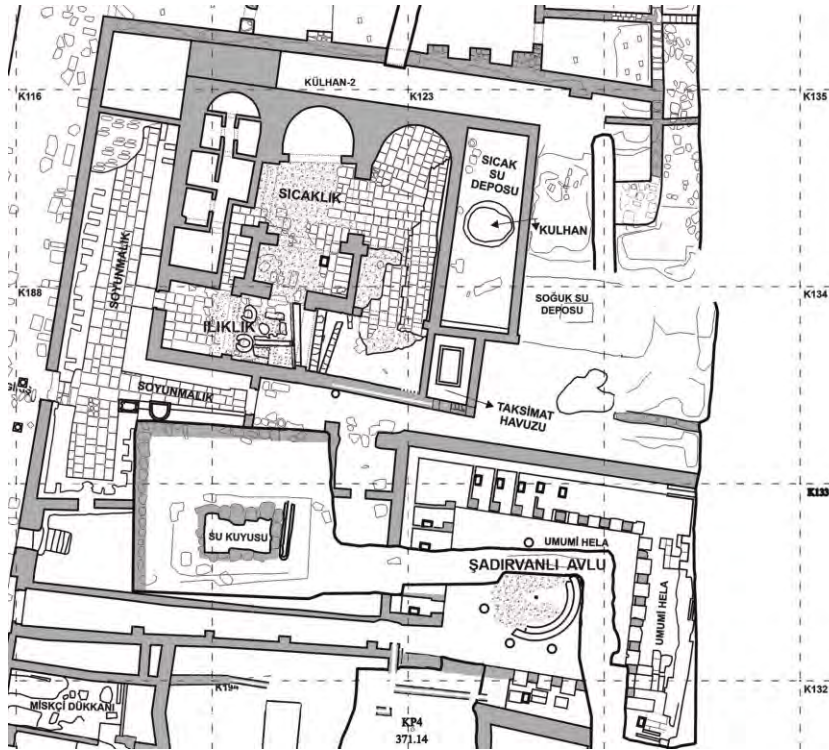 KÜLHAN-2
K116
K123
K135
SICAK
SU
DEPOSU
SICAKLIK
KULHAN
SOYUNMALIK
K188
K134
SOĞUK SU
DEPOSU
ILIKLIK
SOYUNMALIK
TAKSİMAT
HAVUZU
K133
SU KUYUSU
UMUMİ HELA
ŞADIRVANLI AVLU
UMUMİ HELA
K132
MİSKÇİ DÜKKANI
KP4
371.14